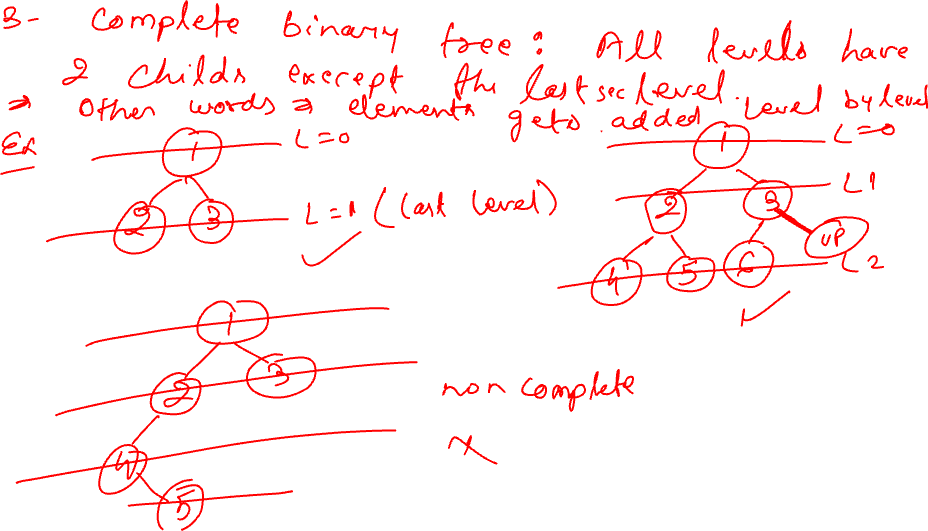 3- Complete binary tree : All levels have
2 childs excerept the last sec level.
⇒ Other words ⇒ elements gets added level by level
Ex
1 L=0
2 3 L=1 (last level)
1 L=0
2 3 L1
4 5 6 UP L2
1
2 3 non complete
4
5